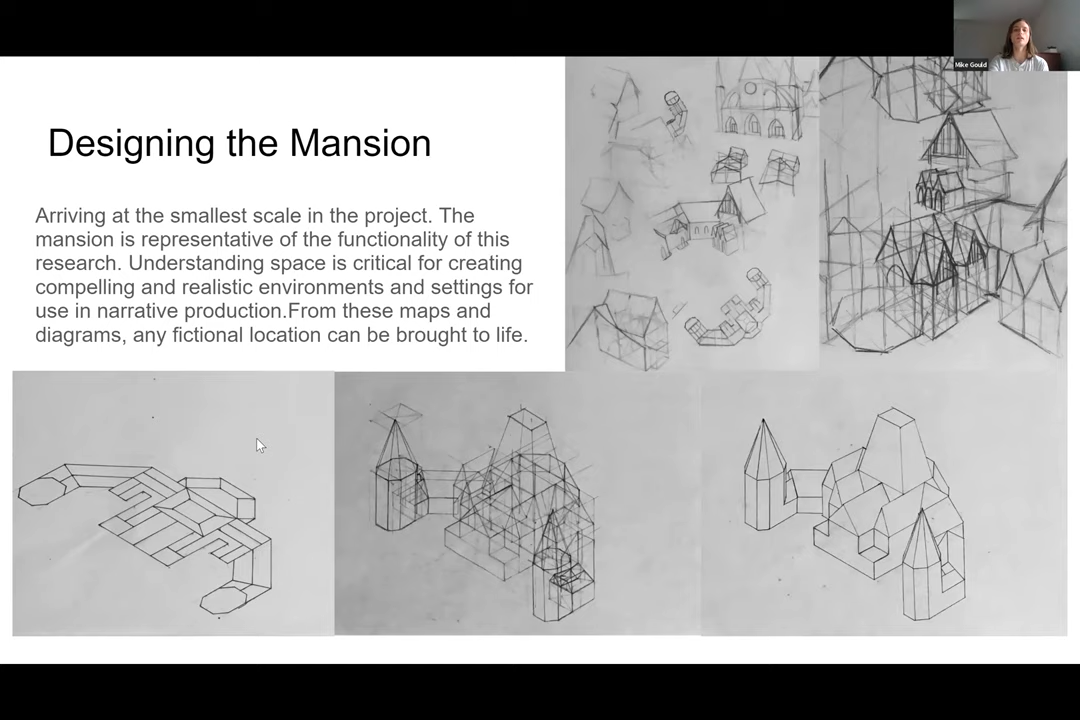 Mike Gould
Designing the Mansion
Arriving at the smallest scale in the project. The
mansion is representative of the functionality of this
research. Understanding space is critical for creating
compelling and realistic environments and settings for
use in narrative production.From these maps and
diagrams, any fictional location can be brought to life.